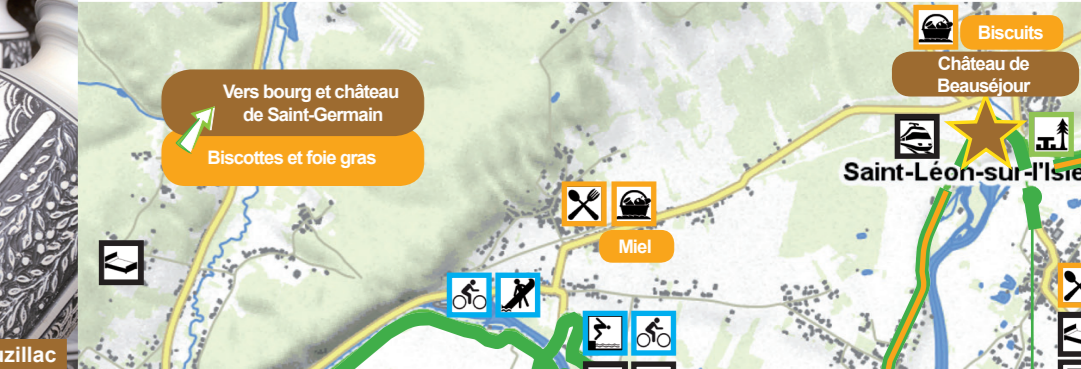 Biscuits
Château de
Beauséjour
Vers bourg et château
de Saint-Germain
Biscottes et foie gras
Saint-Léon-sur-l'Isle
Miel